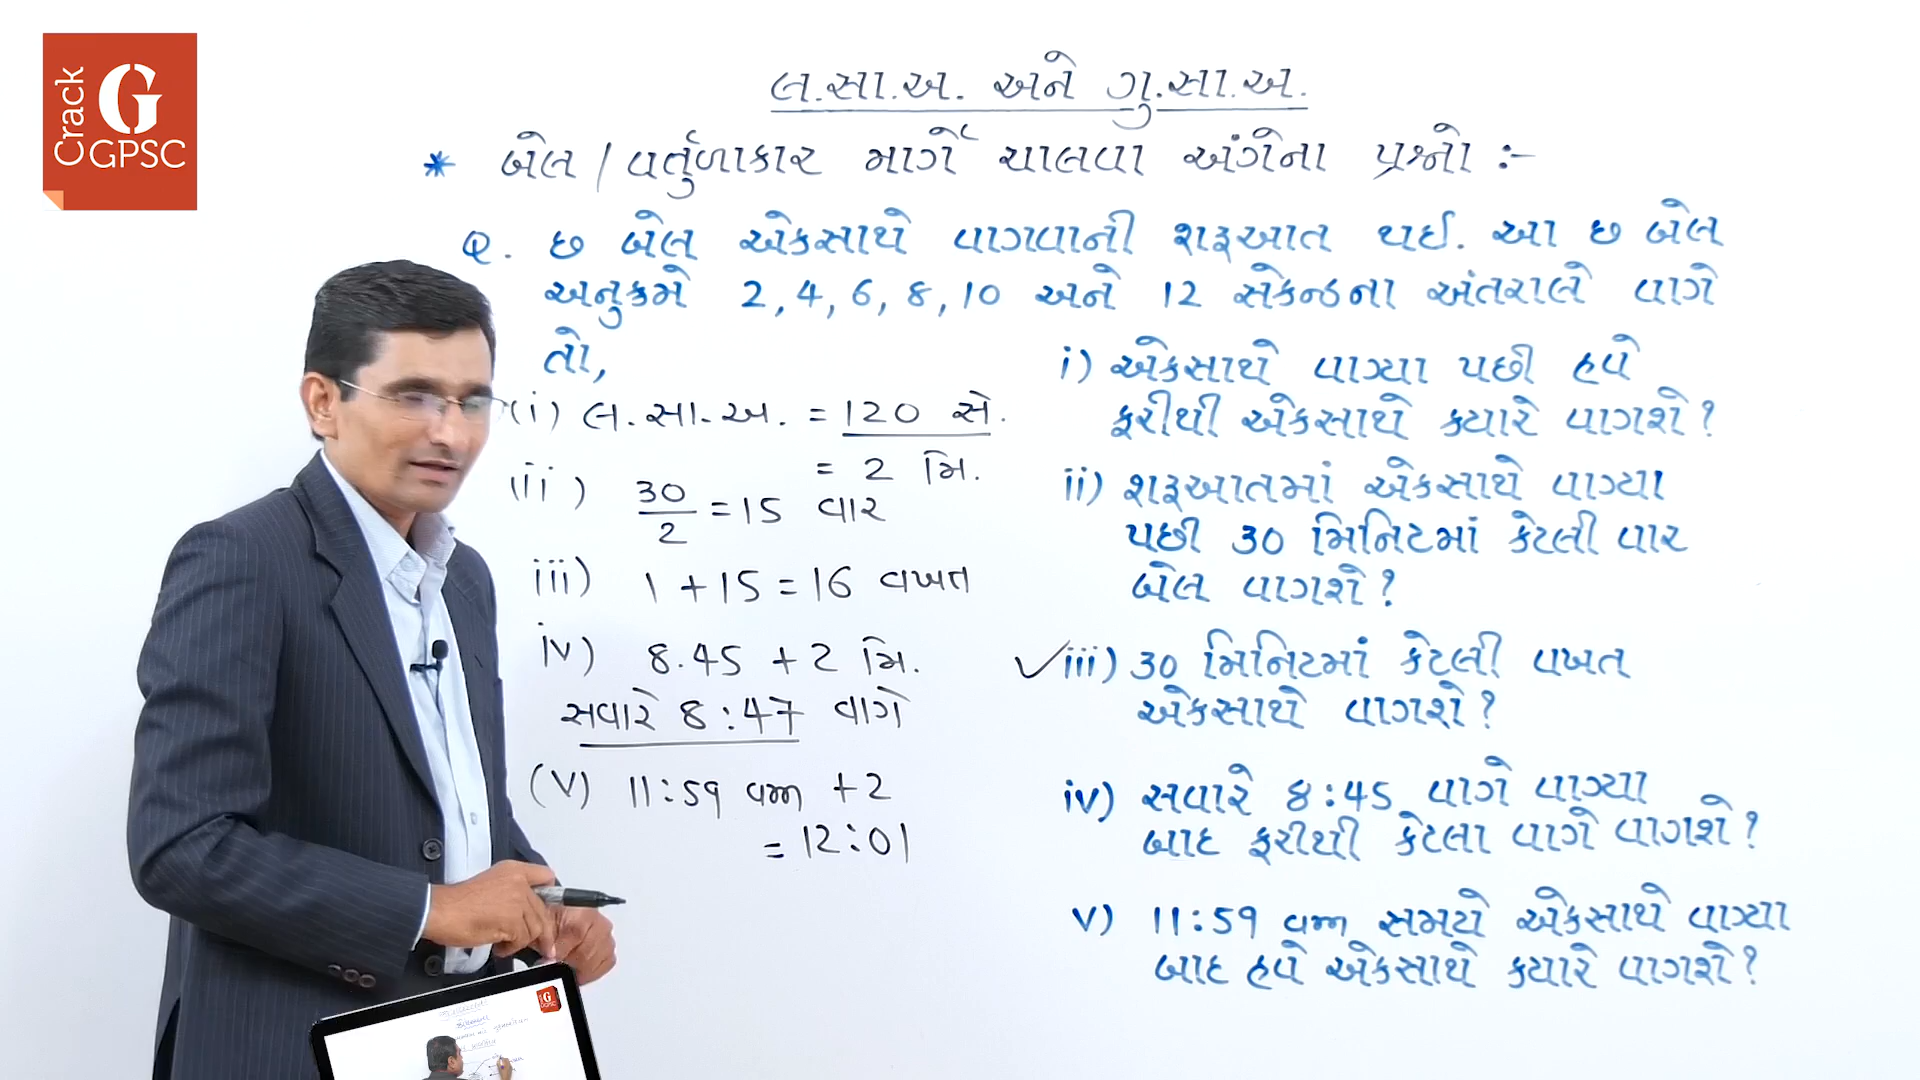 Crack
G
GPSC
લ.સા.અ. અને ગુ.સા.અ.
* બેલ / વર્તુળાકાર માર્ગે ચાલવા અંગેના પ્રશ્નો :-
Q. છ બેલ એકસાથે વાગવાની શરૂઆત થઈ. આ છ બેલ
અનુક્રમે 2, 4, 6, 8, 10 અને 12 સેકન્ડના અંતરાલે વાગે
તો,
(i) લ.સા.અ. = 120 સે.
= 2 મિ.
(ii) 30/2 = 15 વાર
iii) 1 + 15 = 16 વખત
iv) 8.45 + 2 મિ.
સવારે 8:47 વાગે
(v) 11:59 am + 2
= 12:01
i) એકસાથે વાગ્યા પછી હવે
ફરીથી એકસાથે ક્યારે વાગશે?
ii) શરૂઆતમાં એકસાથે વાગ્યા
પછી 30 મિનિટમાં કેટલી વાર
બેલ વાગશે?
✓iii) 30 મિનિટમાં કેટલી વખત
એકસાથે વાગશે?
iv) સવારે 8:45 વાગે વાગ્યા
બાદ ફરીથી કેટલા વાગે વાગશે?
v) 11:59 am સમયે એકસાથે વાગ્યા
બાદ હવે એકસાથે ક્યારે વાગશે?
G
GPSC